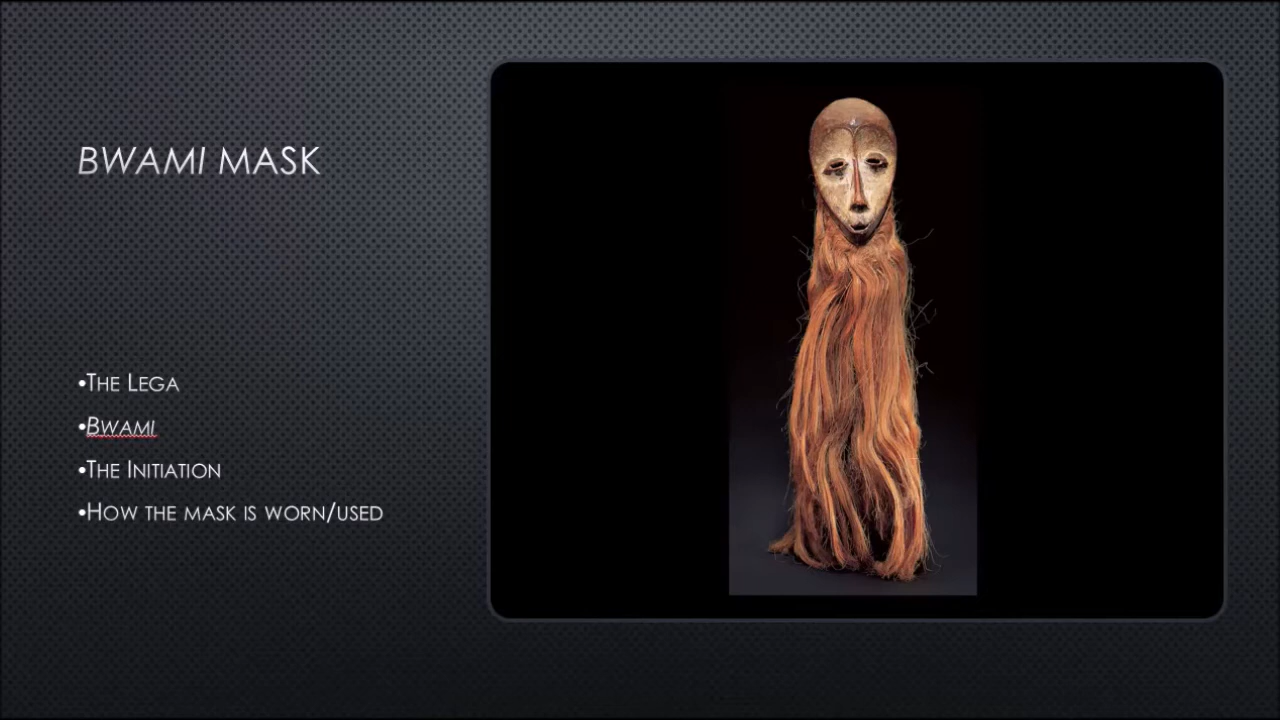 BWAMI MASK
•THE LEGA
•BWAMI
•THE INITIATION
•HOW THE MASK IS WORN/USED